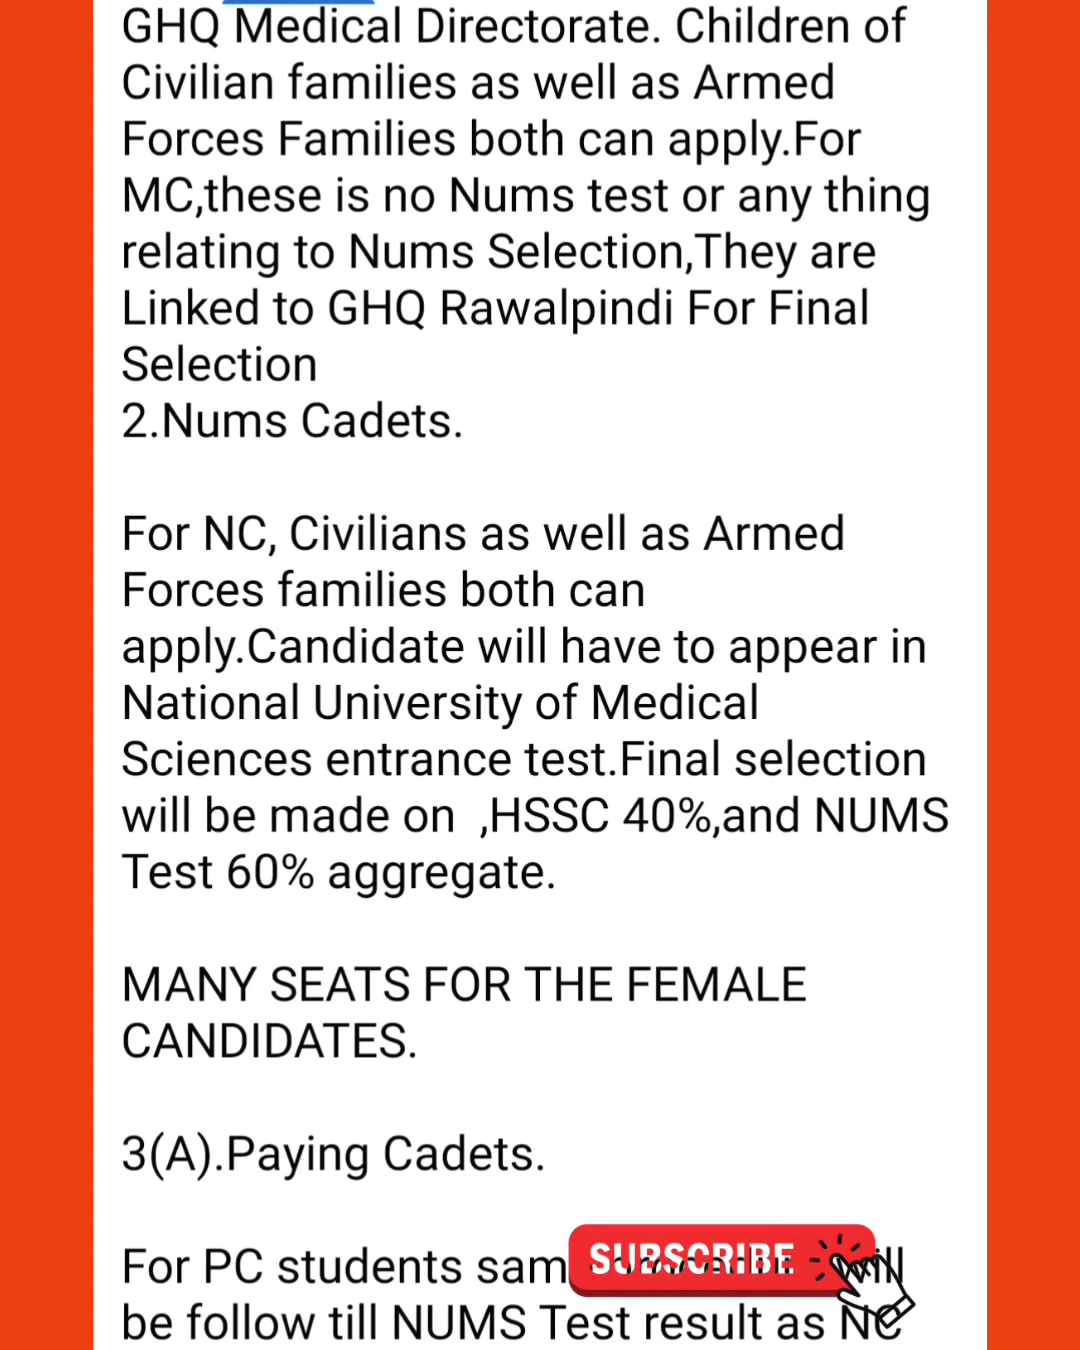 GHQ Medical Directorate. Children of
Civilian families as well as Armed
Forces Families both can apply.For
MC,these is no Nums test or any thing
relating to Nums Selection,They are
Linked to GHQ Rawalpindi For Final
Selection
2.Nums Cadets.
For NC, Civilians as well as Armed
Forces families both can
apply.Candidate will have to appear in
National University of Medical
Sciences entrance test.Final selection
will be made on ,HSSC 40%,and NUMS
Test 60% aggregate.
MANY SEATS FOR THE FEMALE
CANDIDATES.
3(A).Paying Cadets.
For PC students sam will
SUBSCRIBE
be follow till NUMS Test result as NC